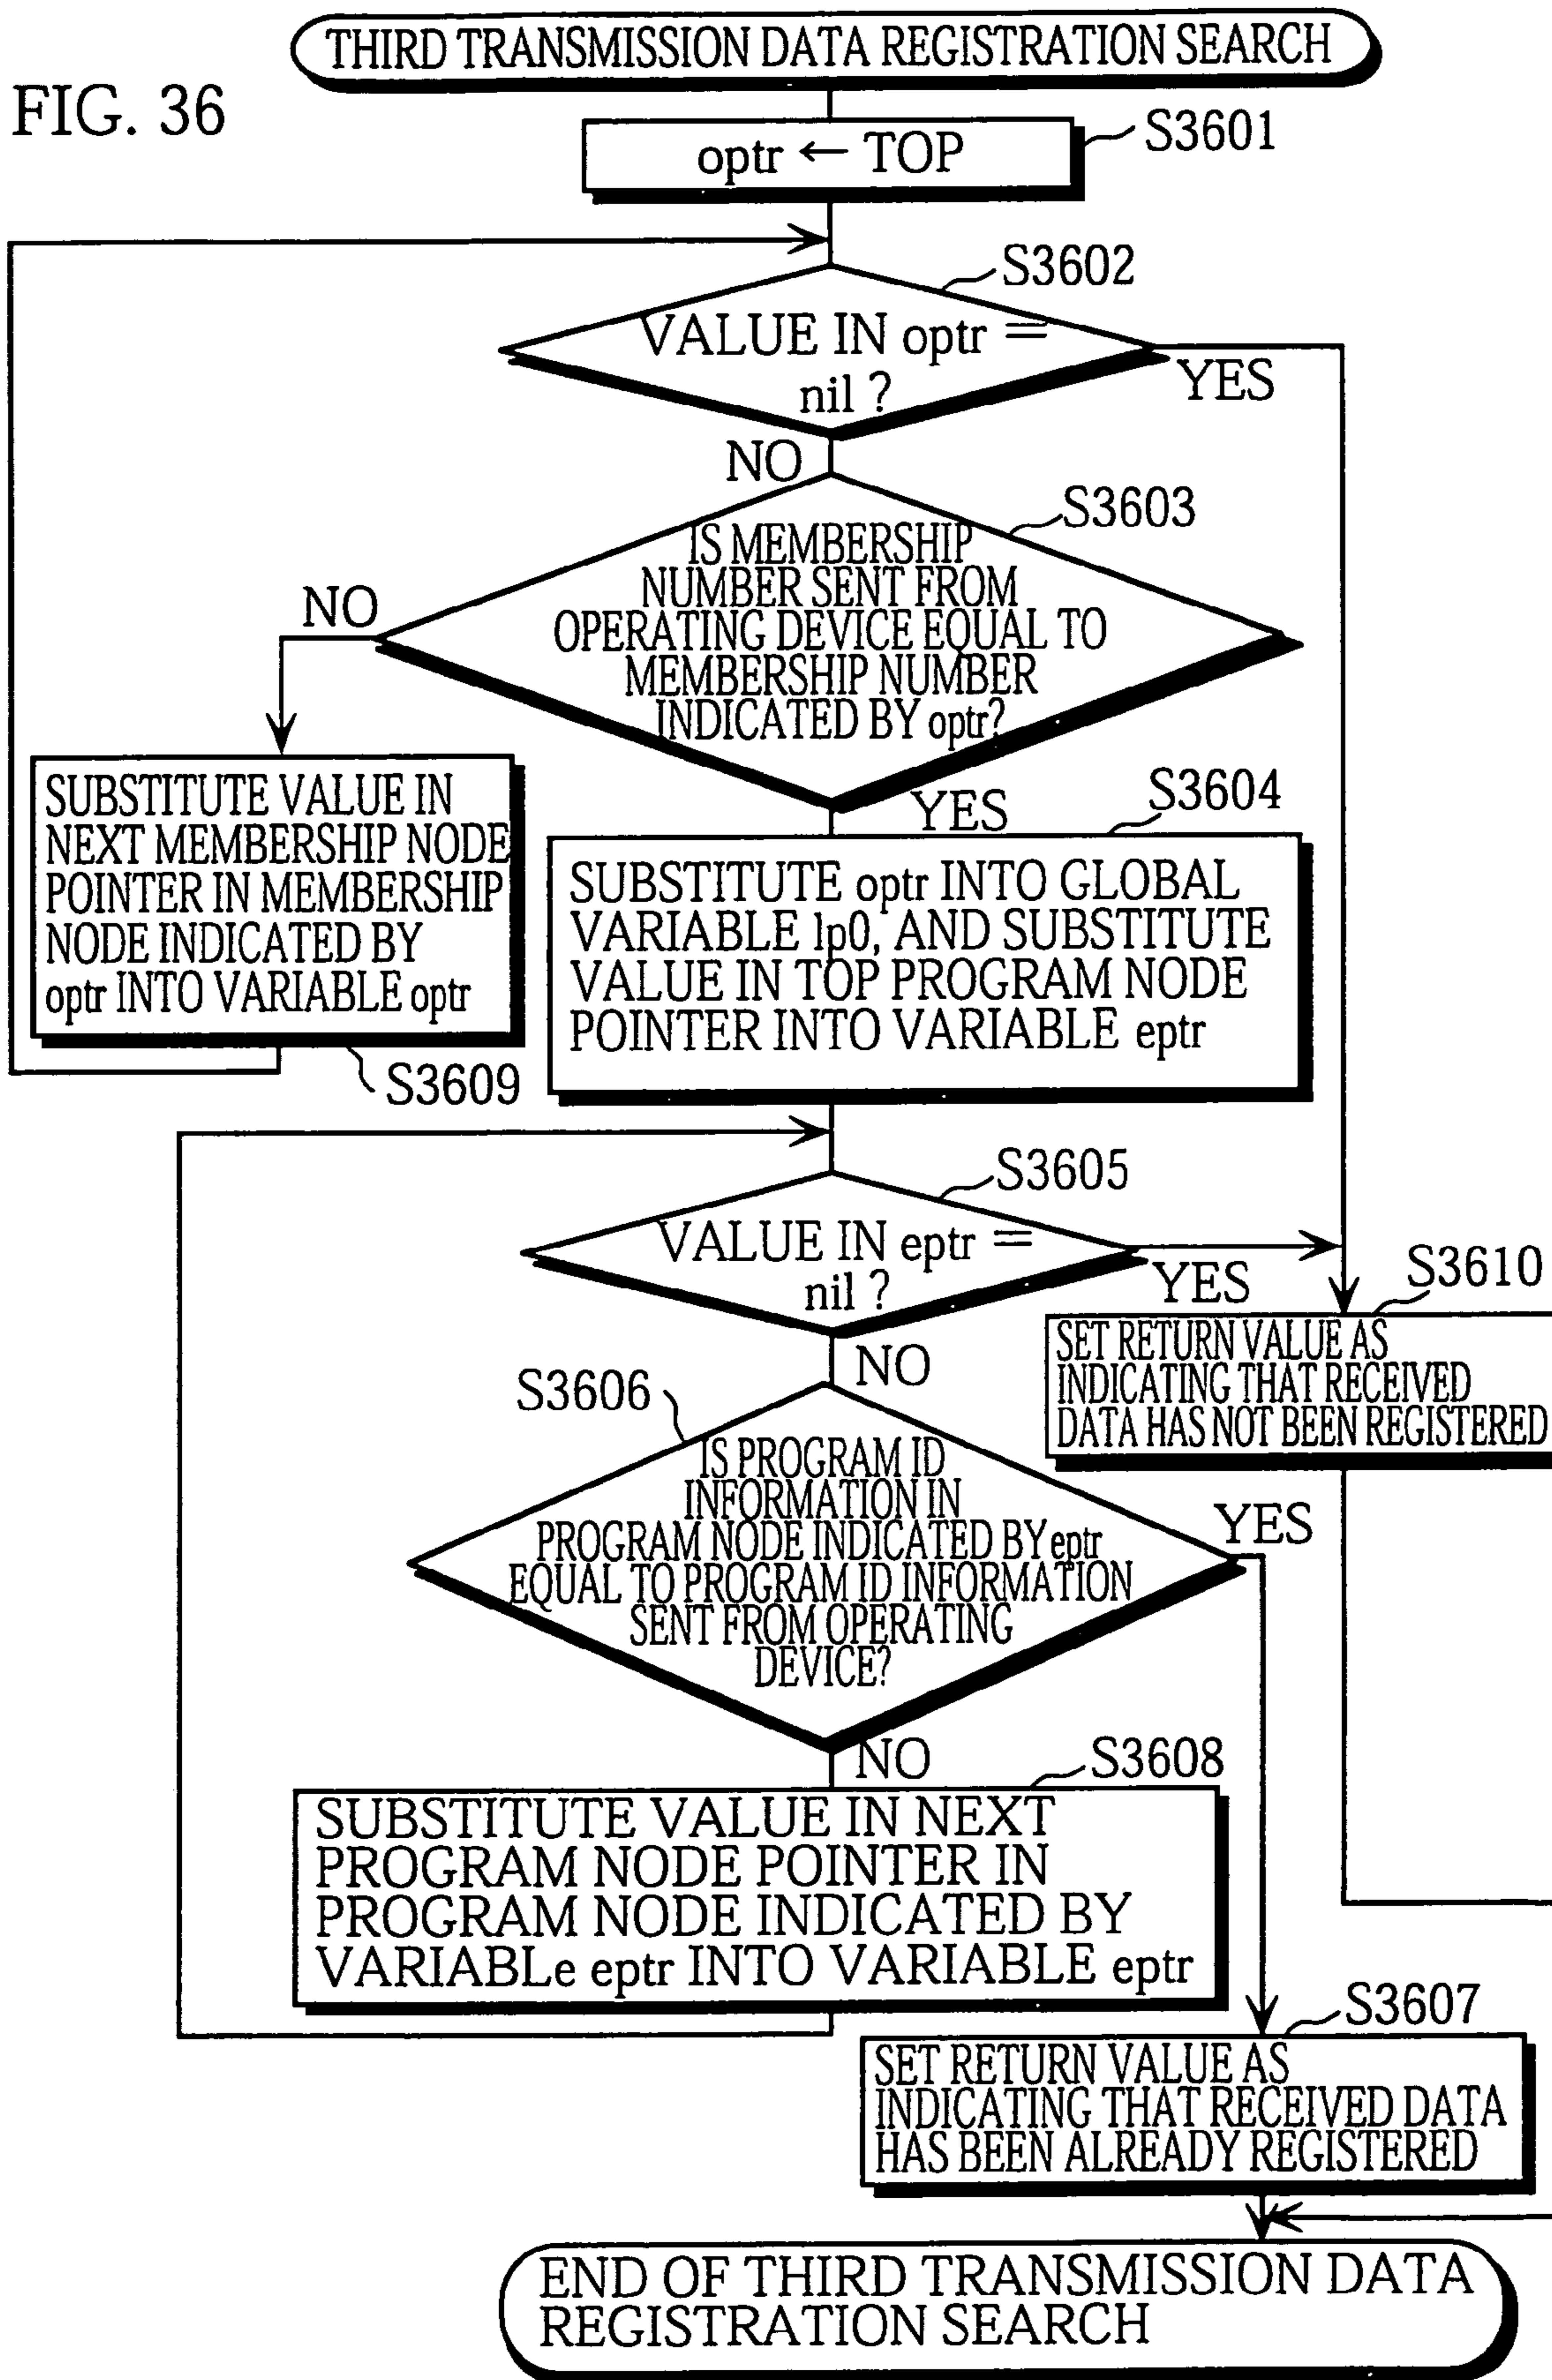 THIRD TRANSMISSION DATA REGISTRATION SEARCH
FIG. 36
optr ← TOP
S3601
S3602
VALUE IN optr =
nil ?
YES
NO
S3603
IS MEMBERSHIP
NUMBER SENT FROM
OPERATING DEVICE EQUAL TO
MEMBERSHIP NUMBER
INDICATED BY optr?
NO
YES
SUBSTITUTE VALUE IN
NEXT MEMBERSHIP NODE
POINTER IN MEMBERSHIP
NODE INDICATED BY
optr INTO VARIABLE optr
S3609
S3604
SUBSTITUTE optr INTO GLOBAL
VARIABLE lp0, AND SUBSTITUTE
VALUE IN TOP PROGRAM NODE
POINTER INTO VARIABLE eptr
S3605
VALUE IN eptr =
nil ?
YES
NO
S3610
SET RETURN VALUE AS
INDICATING THAT RECEIVED
DATA HAS NOT BEEN REGISTERED
S3606
IS PROGRAM ID
INFORMATION IN
PROGRAM NODE INDICATED BY eptr
EQUAL TO PROGRAM ID INFORMATION
SENT FROM OPERATING
DEVICE?
YES
NO
S3608
SUBSTITUTE VALUE IN NEXT
PROGRAM NODE POINTER IN
PROGRAM NODE INDICATED BY
VARIABLe eptr INTO VARIABLE eptr
S3607
SET RETURN VALUE AS
INDICATING THAT RECEIVED DATA
HAS BEEN ALREADY REGISTERED
END OF THIRD TRANSMISSION DATA
REGISTRATION SEARCH